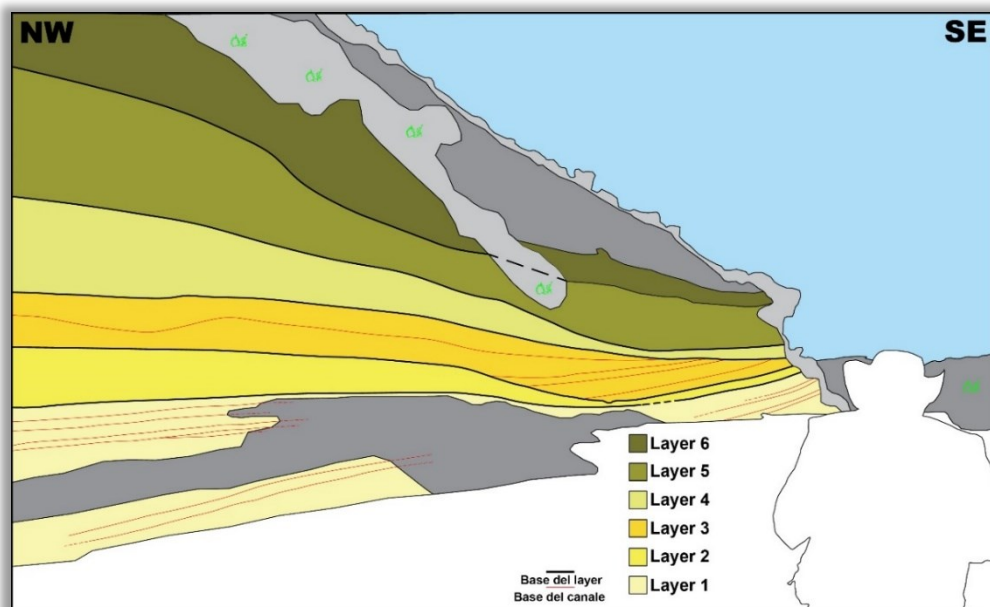 NW
SE
Layer 6
Layer 5
Layer 4
Layer 3
Layer 2
Layer 1
Base del layer
Base del canale